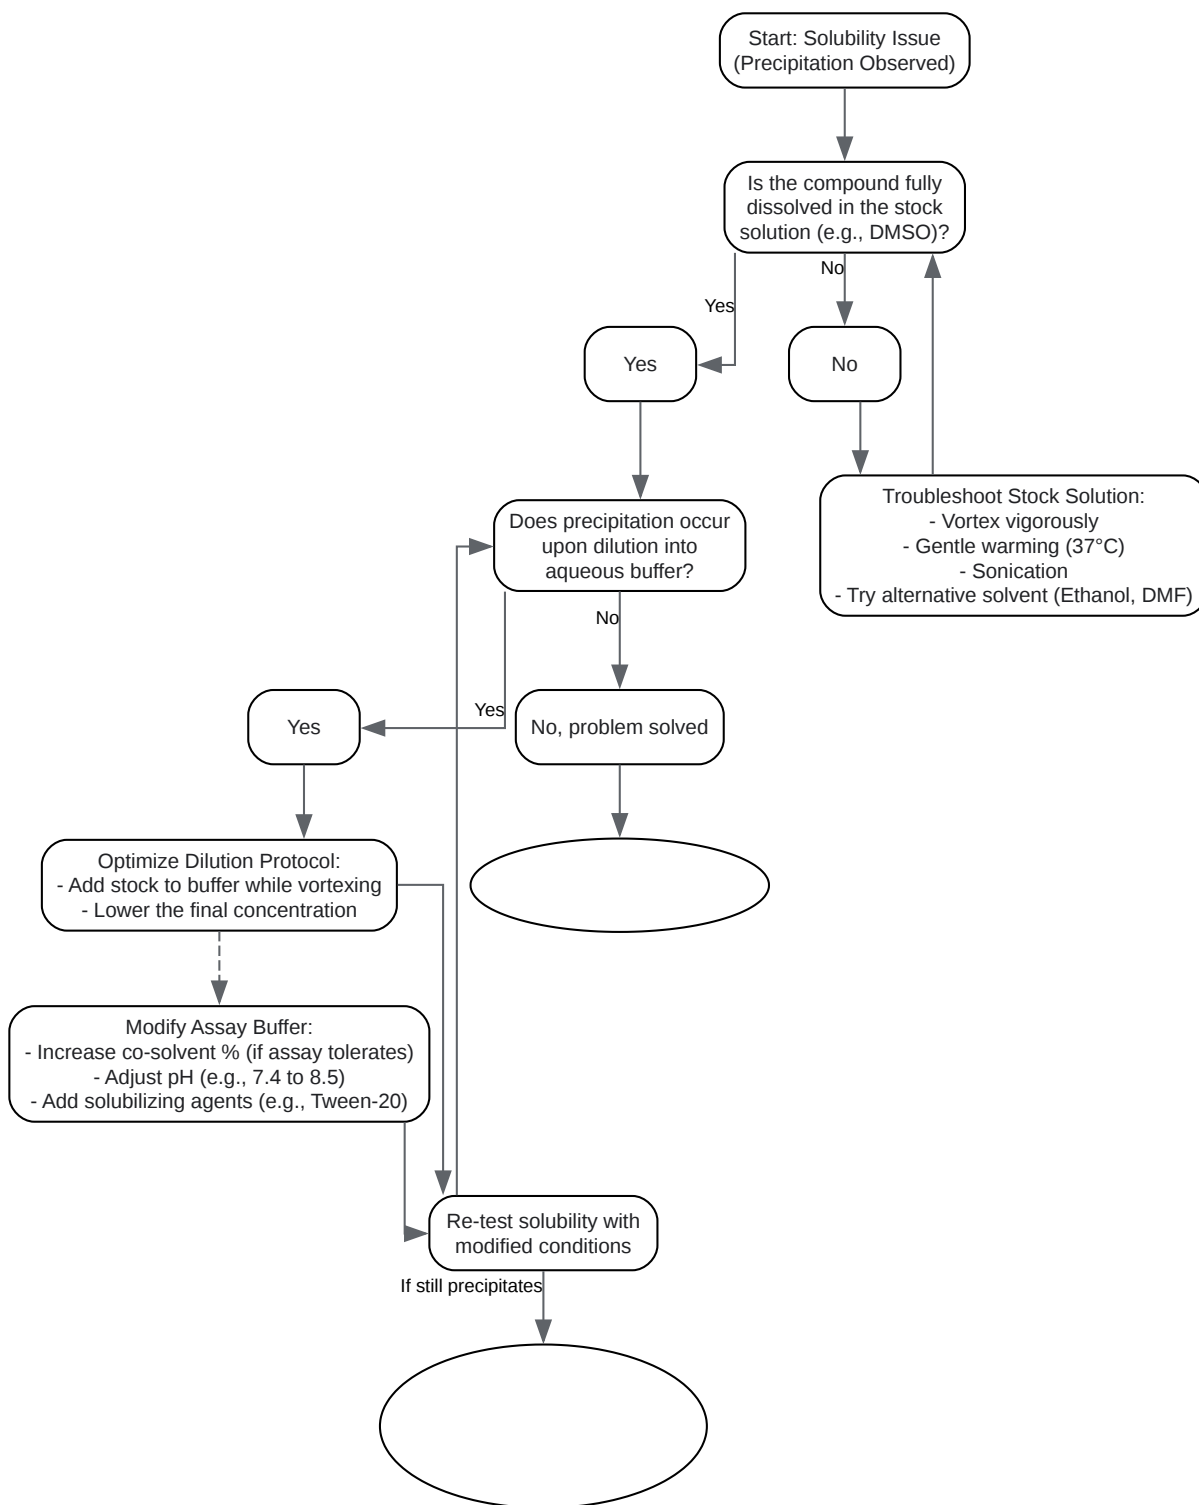 Start: Solubility Issue
(Precipitation Observed)
Is the compound fully
dissolved in the stock
solution (e.g., DMSO)?
No
Yes
Yes
No
Troubleshoot Stock Solution:
- Vortex vigorously
- Gentle warming (37°C)
- Sonication
- Try alternative solvent (Ethanol, DMF)
Does precipitation occur
upon dilution into
aqueous buffer?
No
Yes
Yes
No, problem solved
Optimize Dilution Protocol:
- Add stock to buffer while vortexing
- Lower the final concentration
Modify Assay Buffer:
- Increase co-solvent % (if assay tolerates)
- Adjust pH (e.g., 7.4 to 8.5)
- Add solubilizing agents (e.g., Tween-20)
Re-test solubility with
modified conditions
If still precipitates